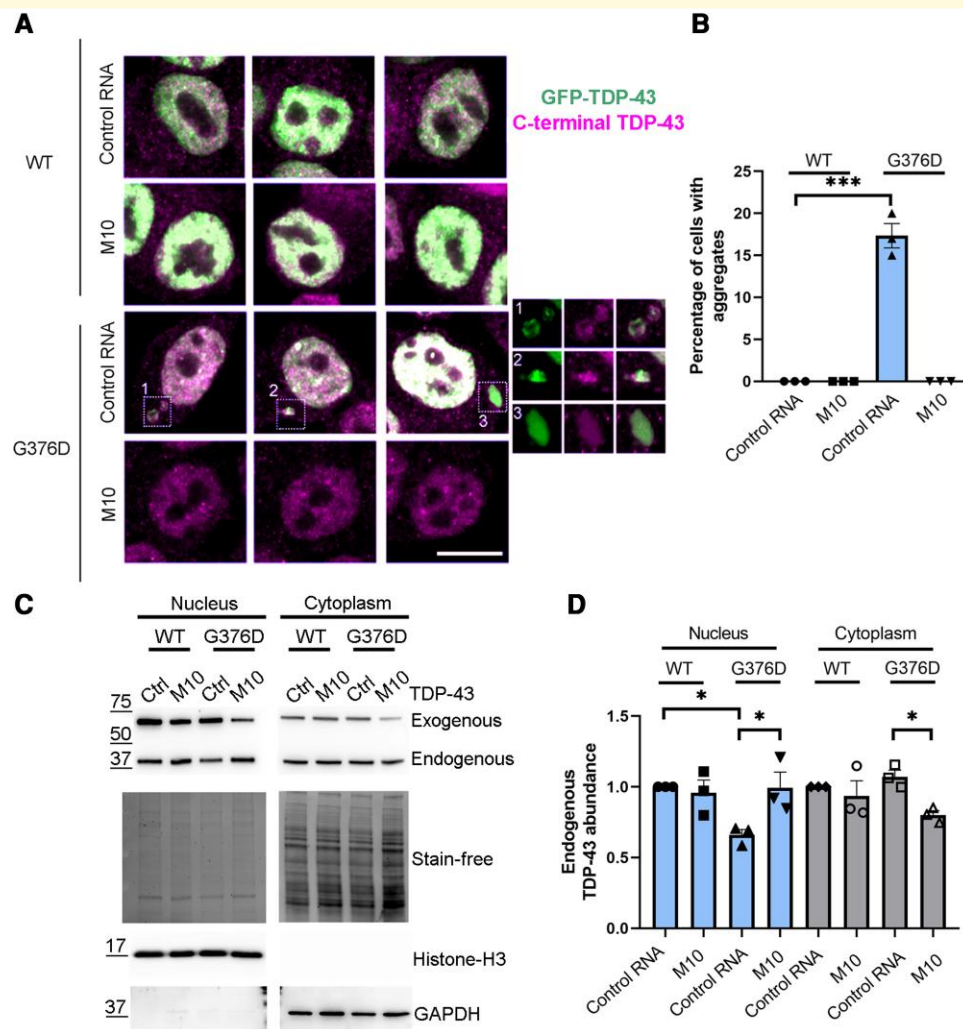 A
WT
G376D
Control RNA
M10
Control RNA
M10
GFP-TDP-43
C-terminal TDP-43
1
2
3
1
2
3
B
WT
G376D
***
Percentage of cells with
aggregates
25
20
15
10
5
0
Control RNA
M10
Control RNA
M10
C
Nucleus
Cytoplasm
WT
G376D
WT
G376D
Ctrl
M10
Ctrl
M10
Ctrl
M10
Ctrl
M10
TDP-43
75
Exogenous
50
Endogenous
37
Stain-free
17
Histone-H3
37
GAPDH
D
Nucleus
Cytoplasm
WT
G376D
WT
G376D
*
*
*
Endogenous
TDP-43 abundance
1.5
1.0
0.5
0.0
Control RNA
M10
Control RNA
M10
Control RNA
M10
Control RNA
M10